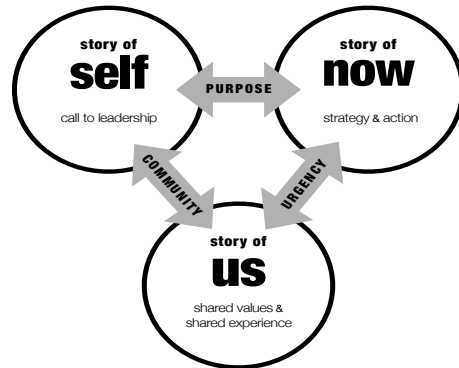 story of
self
call to leadership
PURPOSE
story of
now
strategy & action
COMMUNITY
URGENCY
story of
us
shared values &
shared experience